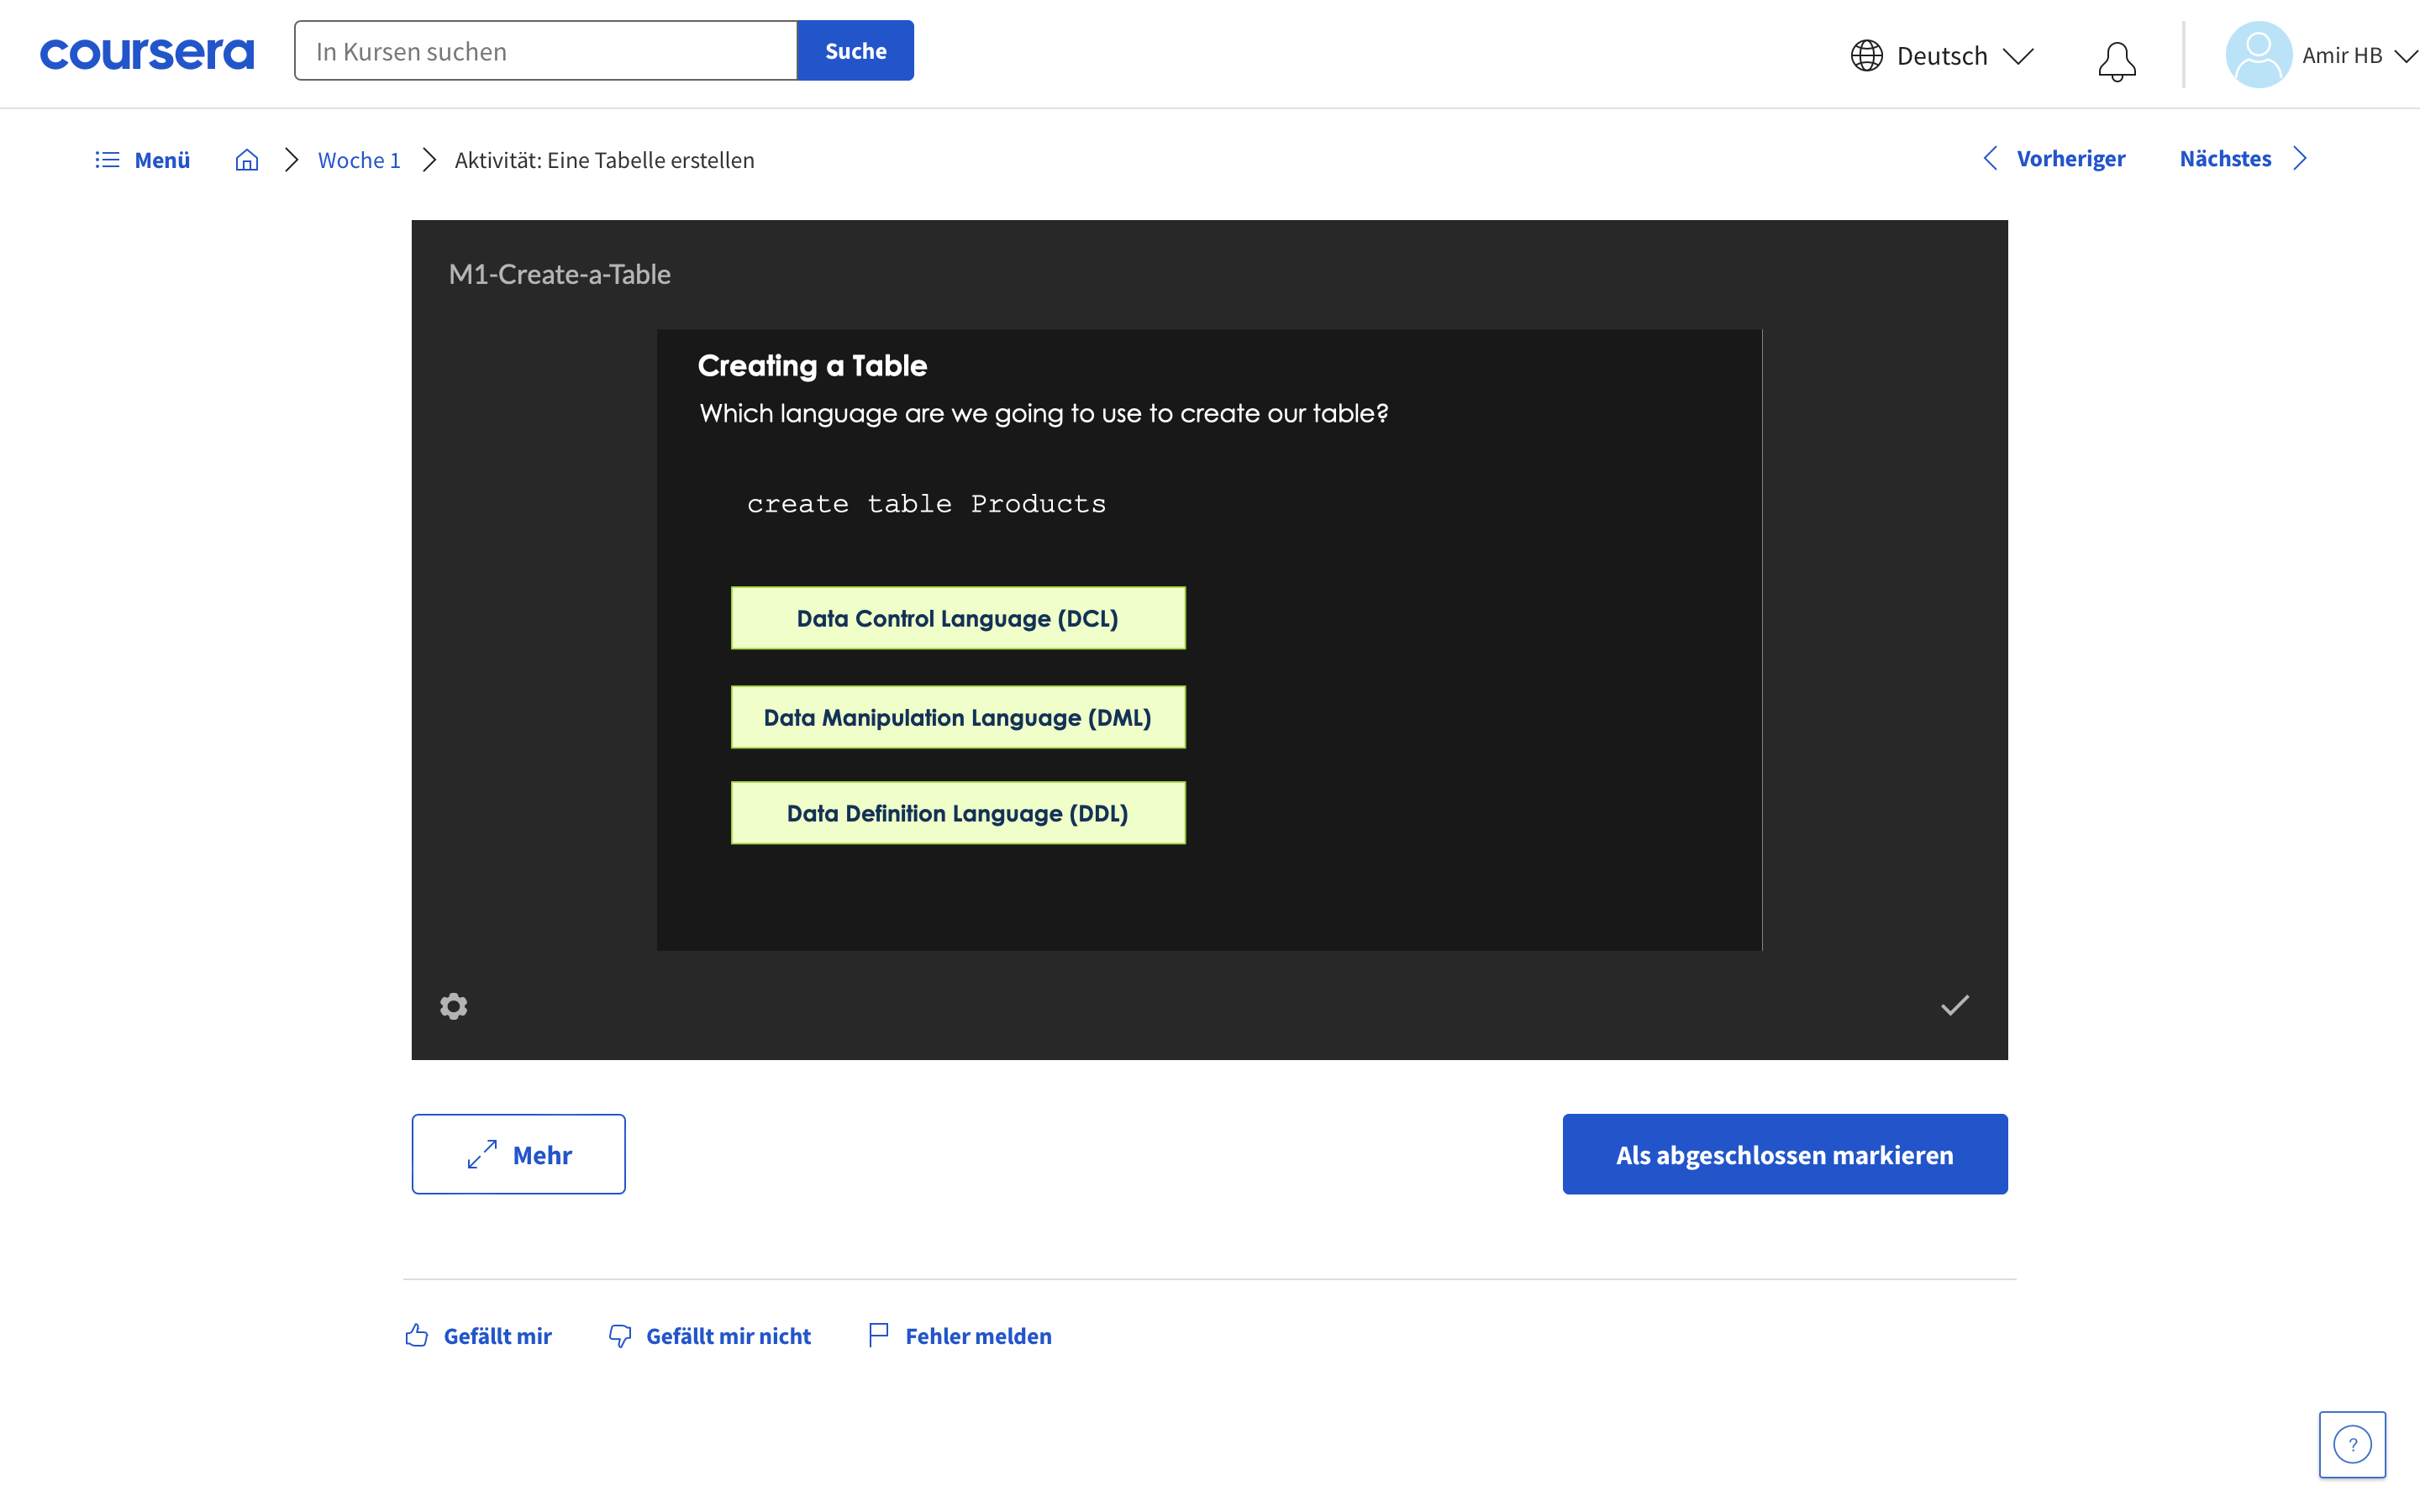 coursera
In Kursen suchen
Suche
Deutsch
Amir HB
Menü
Woche 1
Aktivität: Eine Tabelle erstellen
Vorheriger
Nächstes
M1-Create-a-Table
Creating a Table
Which language are we going to use to create our table?
create table Products
Data Control Language (DCL)
Data Manipulation Language (DML)
Data Definition Language (DDL)
Mehr
Als abgeschlossen markieren
Gefällt mir
Gefällt mir nicht
Fehler melden
?